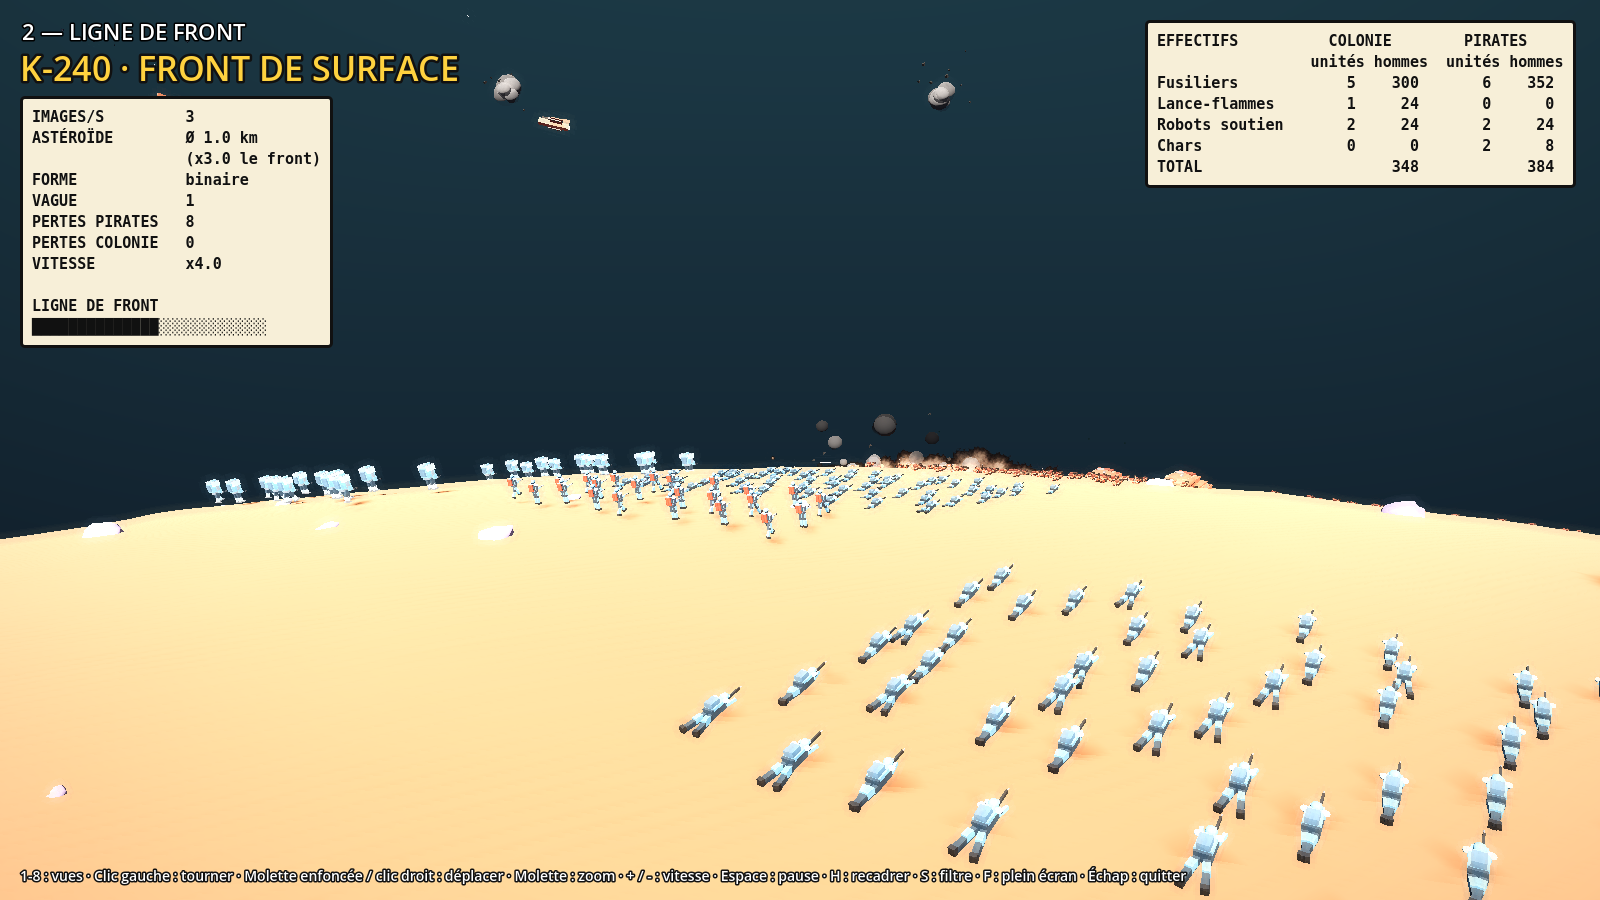 2 — LIGNE DE FRONT
K-240 · FRONT DE SURFACE
IMAGES/S 3
ASTÉROÏDE Ø 1.0 km
(x3.0 le front)
FORME binaire
VAGUE 1
PERTES PIRATES 8
PERTES COLONIE 0
VITESSE x4.0
LIGNE DE FRONT
EFFECTIFS COLONIE PIRATES
unités hommes unités hommes
Fusiliers 5 300 6 352
Lance-flammes 1 24 0 0
Robots soutien 2 24 2 24
Chars 0 0 2 8
TOTAL 348 384
1-8 : vues · Clic gauche : tourner · Molette enfoncée / clic droit : déplacer · Molette : zoom · + / - : vitesse · Espace : pause · H : recadrer · S : filtre · F : plein écran · Échap : quitter